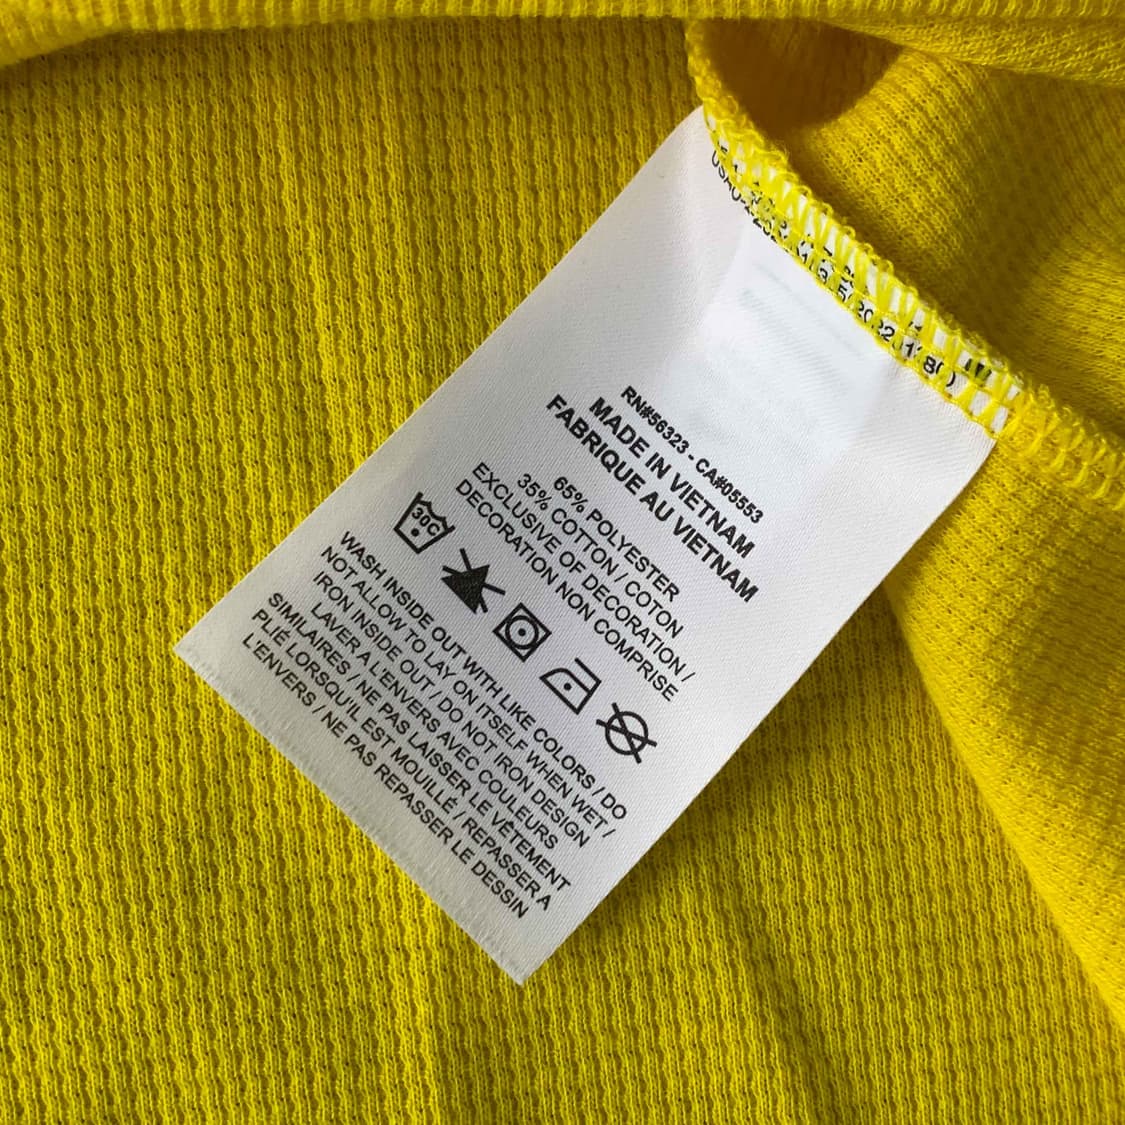 RN#56323 - CA#05553
MADE IN VIETNAM
FABRIQUE AU VIETNAM
65% POLYESTER
35% COTTON / COTON
EXCLUSIVE OF DECORATION /
DECORATION NON COMPRISE
30C
WASH INSIDE OUT WITH LIKE COLORS / DO
NOT ALLOW TO LAY ON ITSELF WHEN WET /
IRON INSIDE OUT / DO NOT IRON DESIGN
LAVER A L'ENVERS AVEC COULEURS
SIMILAIRES / NE PAS LAISSER LE VÊTEMENT
PLIÉ LORSQU'IL EST MOUILLÉ / REPASSER A
L'ENVERS / NE PAS REPASSER LE DESSIN